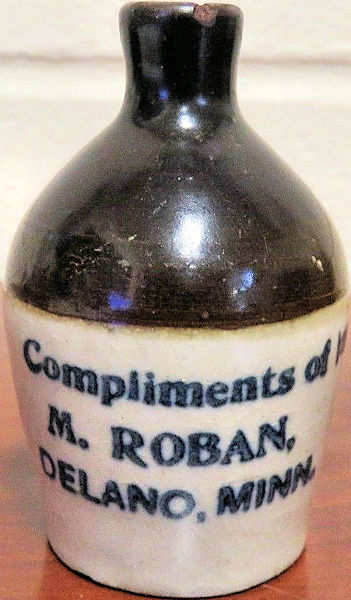 Compliments of
M. ROBAN,
DELANO, MINN.